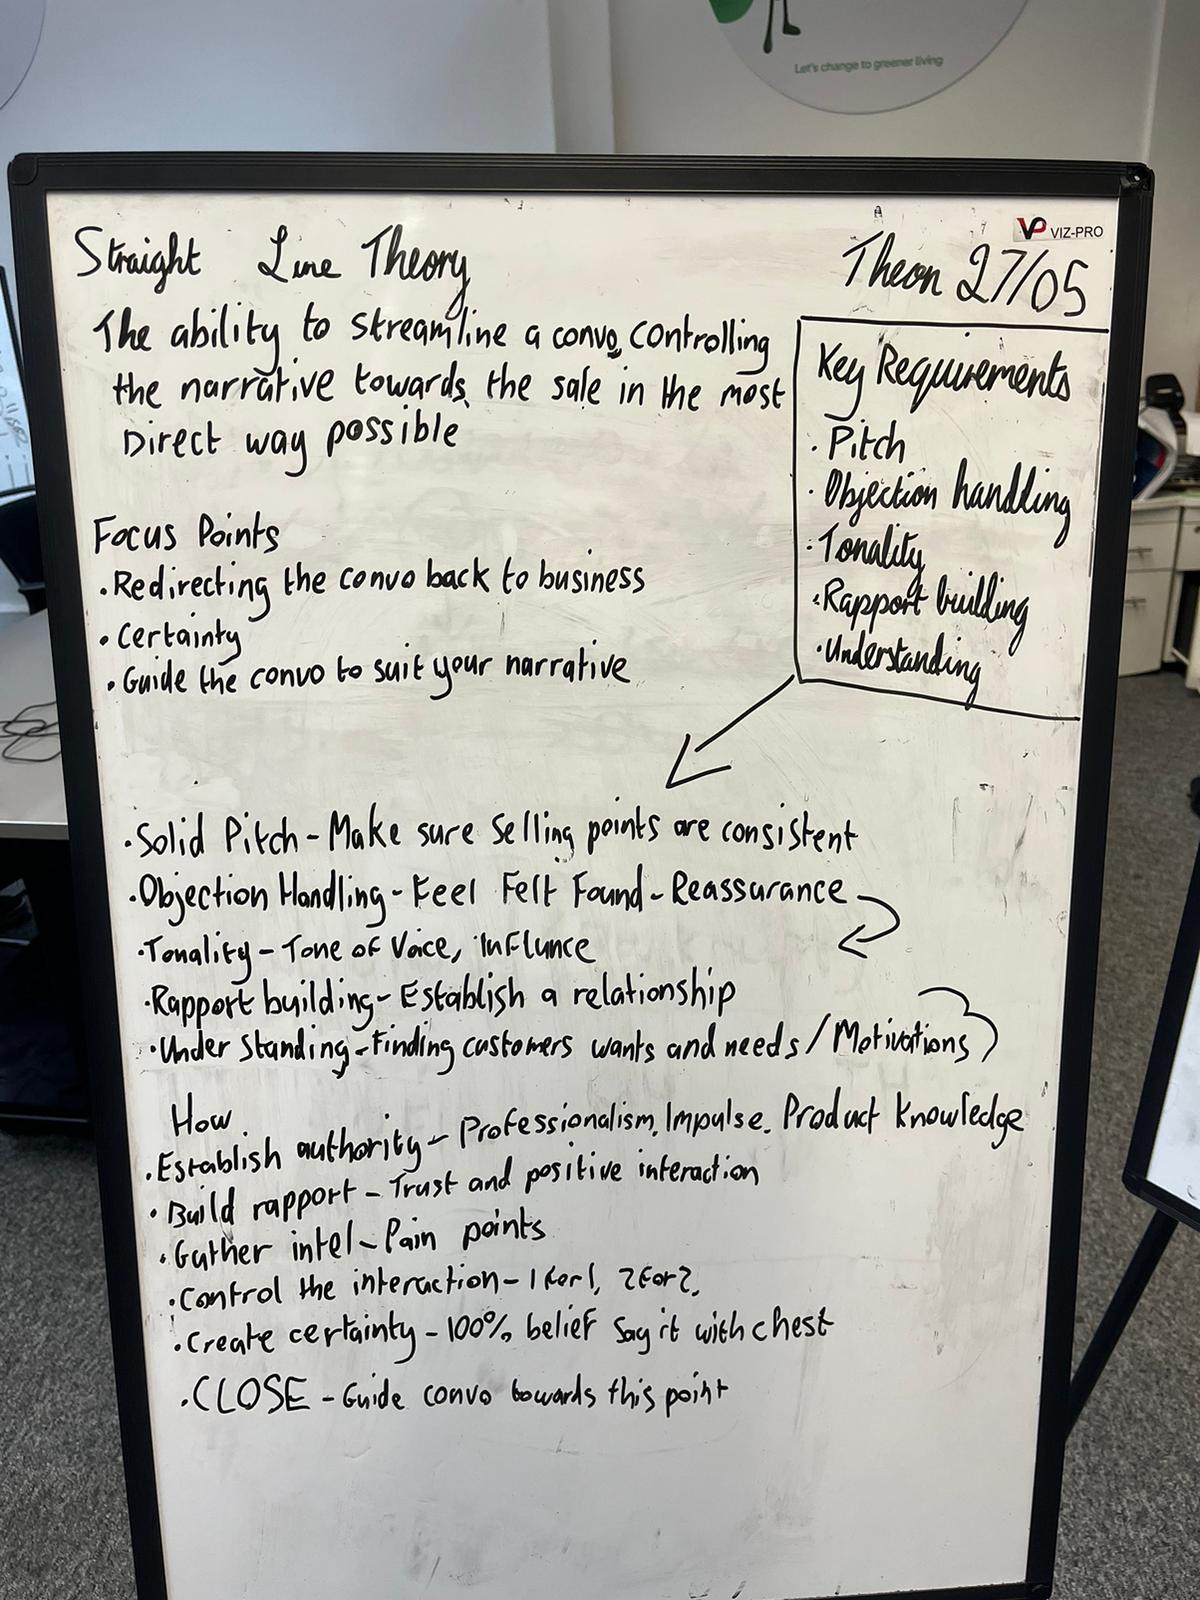 Let's change to greener living
VP VIZ-PRO
Straight Line Theory
Theon 27/05
The ability to streamline a convo, controlling
the narrative towards the sale in the most
Direct way possible
Key Requirements
• Pitch
• Objection handling
• Tonality
• Rapport building
• Understanding
Focus Points
• Redirecting the convo back to business
• Certainty
• Guide the convo to suit your narrative
• Solid Pitch - Make sure selling points are consistent
• Objection Handling - Feel Felt Found - Reassurance
• Tonality - Tone of Voice, Influnce
• Rapport building - Establish a relationship
• Under standing - Finding customers wants and needs / Motivations
How
• Establish authority - Professionalism, Impulse, Product Knowledge
• Build rapport - Trust and positive interaction
• Gather intel - Pain points
• Control the interaction - 1 for 1, 2 for 2,
• Create certainty - 100% belief Say it with chest
• CLOSE - Guide convo towards this point